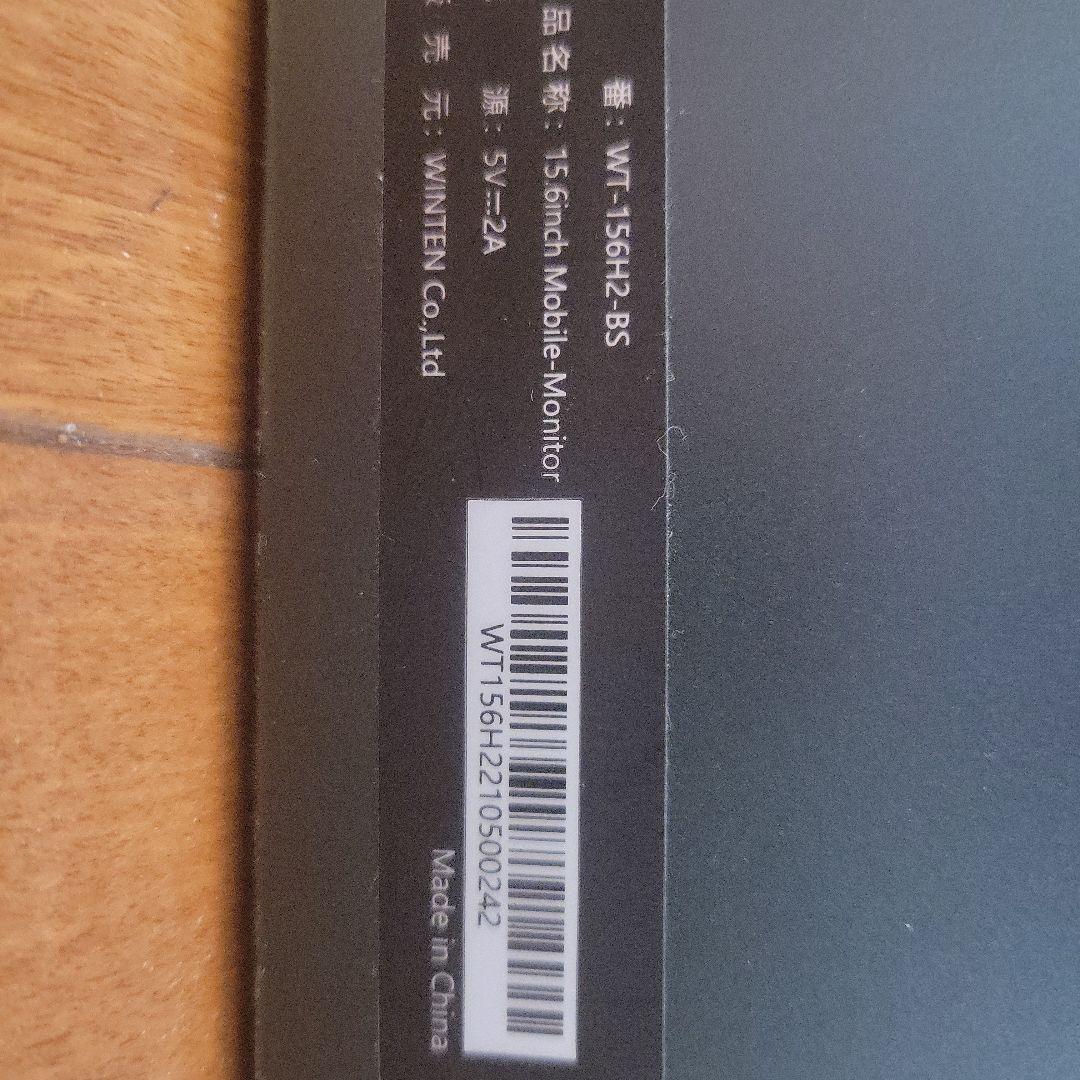 番: WT-156H2-BS
品名称: 15.6inch Mobile-Monitor
源: 5V⎓2A
売元: WINTEN Co.,Ltd
WT156H2210500242
Made in China